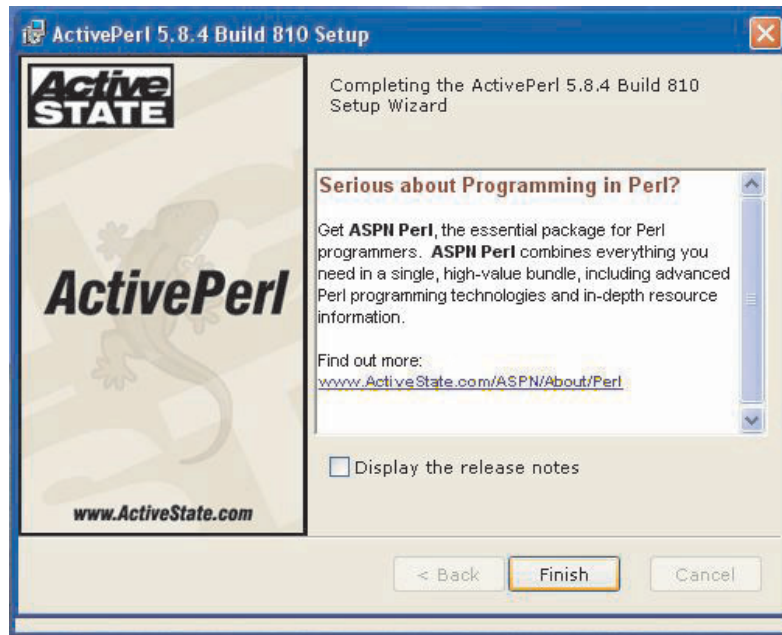 ActivePerl 5.8.4 Build 810 Setup
Active
STATE
ActivePerl
www.ActiveState.com
Completing the ActivePerl 5.8.4 Build 810
Setup Wizard
Serious about Programming in Perl?
Get ASPN Perl, the essential package for Perl
programmers. ASPN Perl combines everything you
need in a single, high-value bundle, including advanced
Perl programming technologies and in-depth resource
information.
Find out more:
www.ActiveState.com/ASPN/About/Perl
Display the release notes
< Back
Finish
Cancel